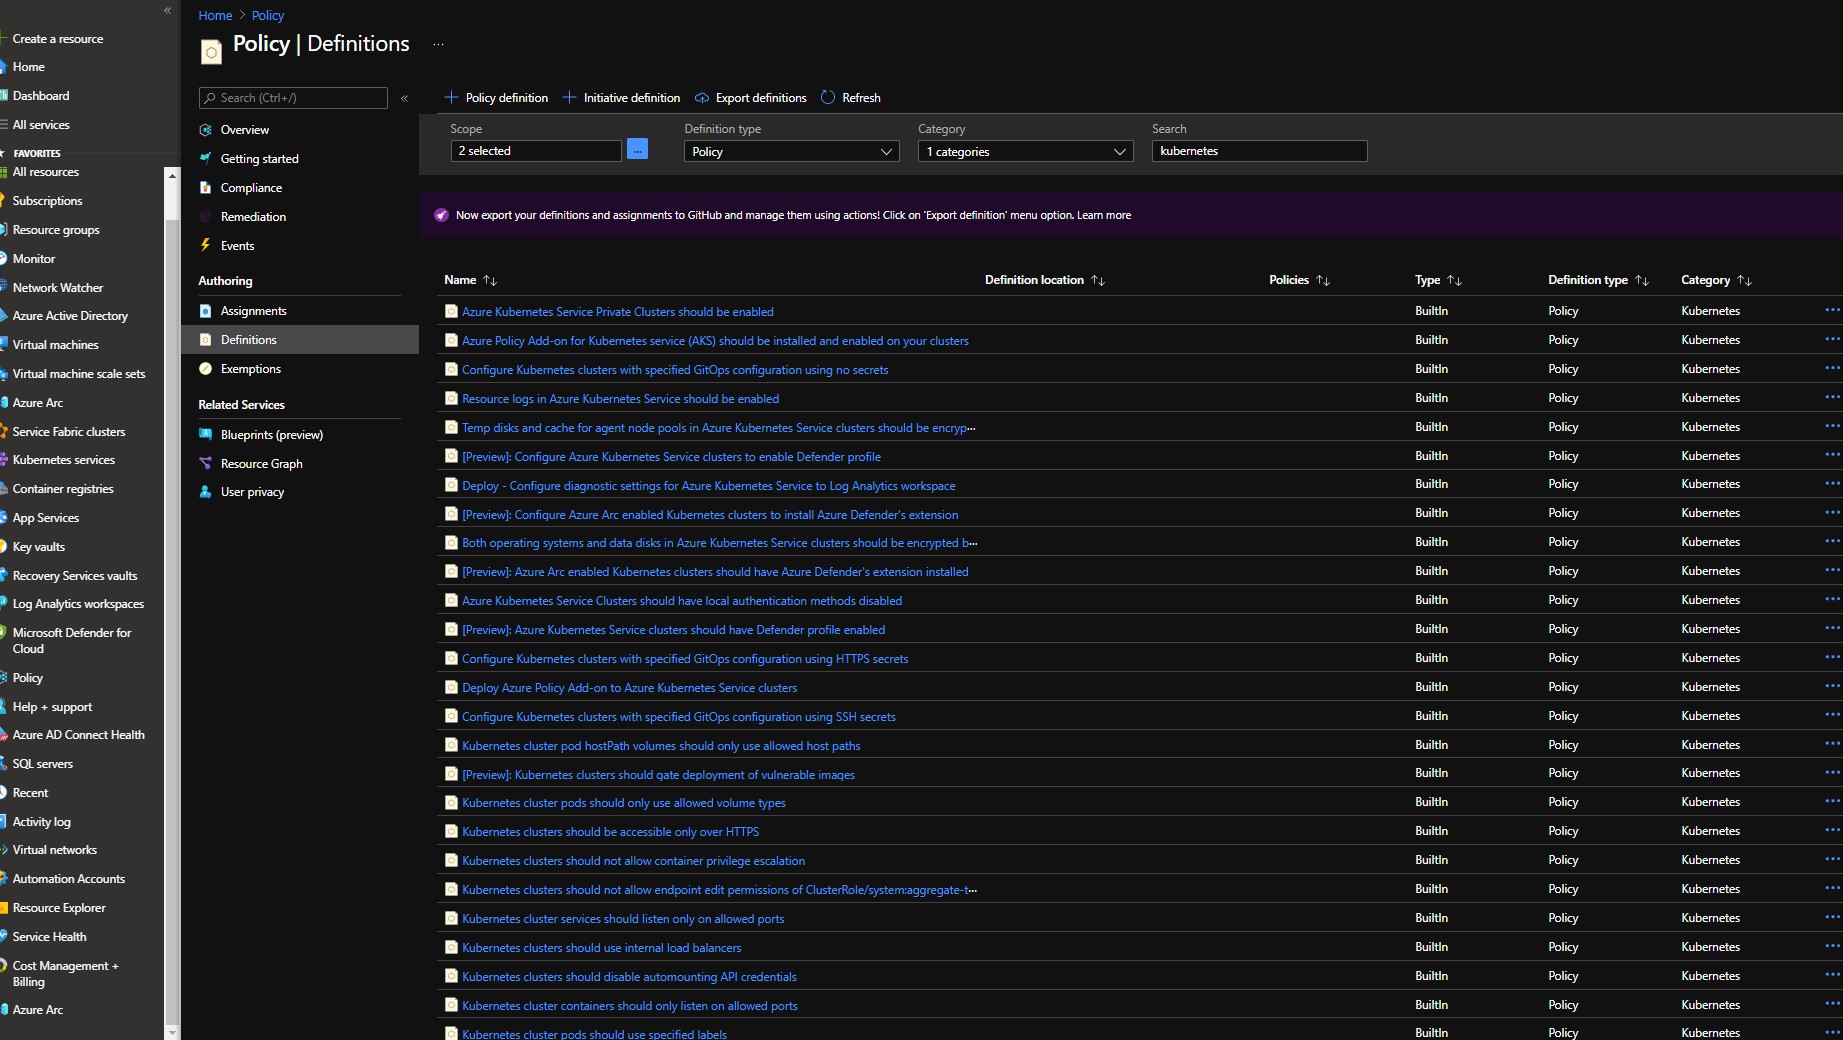 Create a resource
Home
Dashboard
All services
FAVORITES
All resources
Subscriptions
Resource groups
Monitor
Network Watcher
Azure Active Directory
Virtual machines
Virtual machine scale sets
Azure Arc
Service Fabric clusters
Kubernetes services
Container registries
App Services
Key vaults
Recovery Services vaults
Log Analytics workspaces
Microsoft Defender for
Cloud
Policy
Help + support
Azure AD Connect Health
SQL servers
Recent
Activity log
Virtual networks
Automation Accounts
Resource Explorer
Service Health
Cost Management +
Billing
Azure Arc
Home > Policy
Policy | Definitions ...
Search (Ctrl+/)
Overview
Getting started
Compliance
Remediation
Events
Authoring
Assignments
Definitions
Exemptions
Related Services
Blueprints (preview)
Resource Graph
User privacy
Policy definition Initiative definition Export definitions Refresh
Scope Definition type Category Search
2 selected ... Policy 1 categories kubernetes
Now export your definitions and assignments to GitHub and manage them using actions! Click on 'Export definition' menu option. Learn more
Name Definition location Policies Type Definition type Category
Azure Kubernetes Service Private Clusters should be enabled BuiltIn Policy Kubernetes
Azure Policy Add-on for Kubernetes service (AKS) should be installed and enabled on your clusters BuiltIn Policy Kubernetes
Configure Kubernetes clusters with specified GitOps configuration using no secrets BuiltIn Policy Kubernetes
Resource logs in Azure Kubernetes Service should be enabled BuiltIn Policy Kubernetes
Temp disks and cache for agent node pools in Azure Kubernetes Service clusters should be encryp... BuiltIn Policy Kubernetes
[Preview]: Configure Azure Kubernetes Service clusters to enable Defender profile BuiltIn Policy Kubernetes
Deploy - Configure diagnostic settings for Azure Kubernetes Service to Log Analytics workspace BuiltIn Policy Kubernetes
[Preview]: Configure Azure Arc enabled Kubernetes clusters to install Azure Defender's extension BuiltIn Policy Kubernetes
Both operating systems and data disks in Azure Kubernetes Service clusters should be encrypted b... BuiltIn Policy Kubernetes
[Preview]: Azure Arc enabled Kubernetes clusters should have Azure Defender's extension installed BuiltIn Policy Kubernetes
Azure Kubernetes Service Clusters should have local authentication methods disabled BuiltIn Policy Kubernetes
[Preview]: Azure Kubernetes Service clusters should have Defender profile enabled BuiltIn Policy Kubernetes
Configure Kubernetes clusters with specified GitOps configuration using HTTPS secrets BuiltIn Policy Kubernetes
Deploy Azure Policy Add-on to Azure Kubernetes Service clusters BuiltIn Policy Kubernetes
Configure Kubernetes clusters with specified GitOps configuration using SSH secrets BuiltIn Policy Kubernetes
Kubernetes cluster pod hostPath volumes should only use allowed host paths BuiltIn Policy Kubernetes
[Preview]: Kubernetes clusters should gate deployment of vulnerable images BuiltIn Policy Kubernetes
Kubernetes cluster pods should only use allowed volume types BuiltIn Policy Kubernetes
Kubernetes clusters should be accessible only over HTTPS BuiltIn Policy Kubernetes
Kubernetes clusters should not allow container privilege escalation BuiltIn Policy Kubernetes
Kubernetes clusters should not allow endpoint edit permissions of ClusterRole/system:aggregate-t... BuiltIn Policy Kubernetes
Kubernetes cluster services should listen only on allowed ports BuiltIn Policy Kubernetes
Kubernetes clusters should use internal load balancers BuiltIn Policy Kubernetes
Kubernetes clusters should disable automounting API credentials BuiltIn Policy Kubernetes
Kubernetes cluster containers should only listen on allowed ports BuiltIn Policy Kubernetes
Kubernetes cluster pods should use specified labels BuiltIn Policy Kubernetes